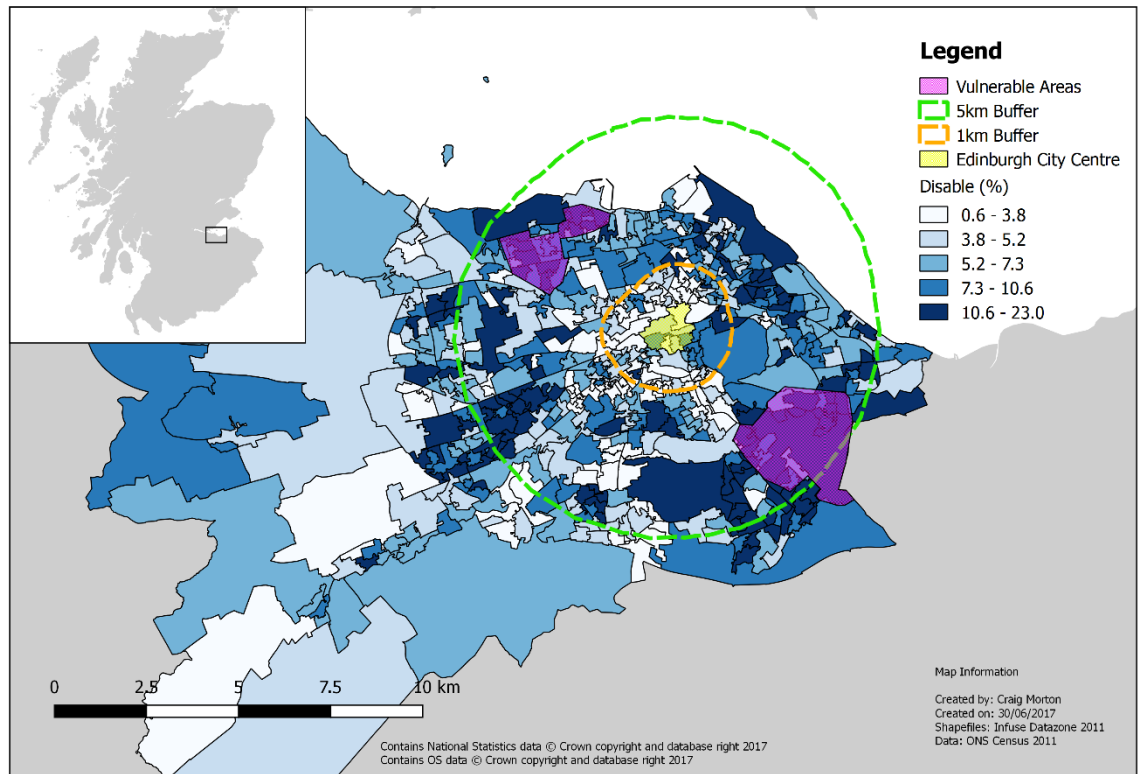 Legend
Vulnerable Areas
5km Buffer
1km Buffer
Edinburgh City Centre
Disable (%)
0.6 - 3.8
3.8 - 5.2
5.2 - 7.3
7.3 - 10.6
10.6 - 23.0
0 2.5 5 7.5 10 km
Map Information
Created by: Craig Morton
Created on: 30/06/2017
Shapefiles: Infuse Datazone 2011
Data: ONS Census 2011
Contains National Statistics data © Crown copyright and database right 2017
Contains OS data © Crown copyright and database right 2017